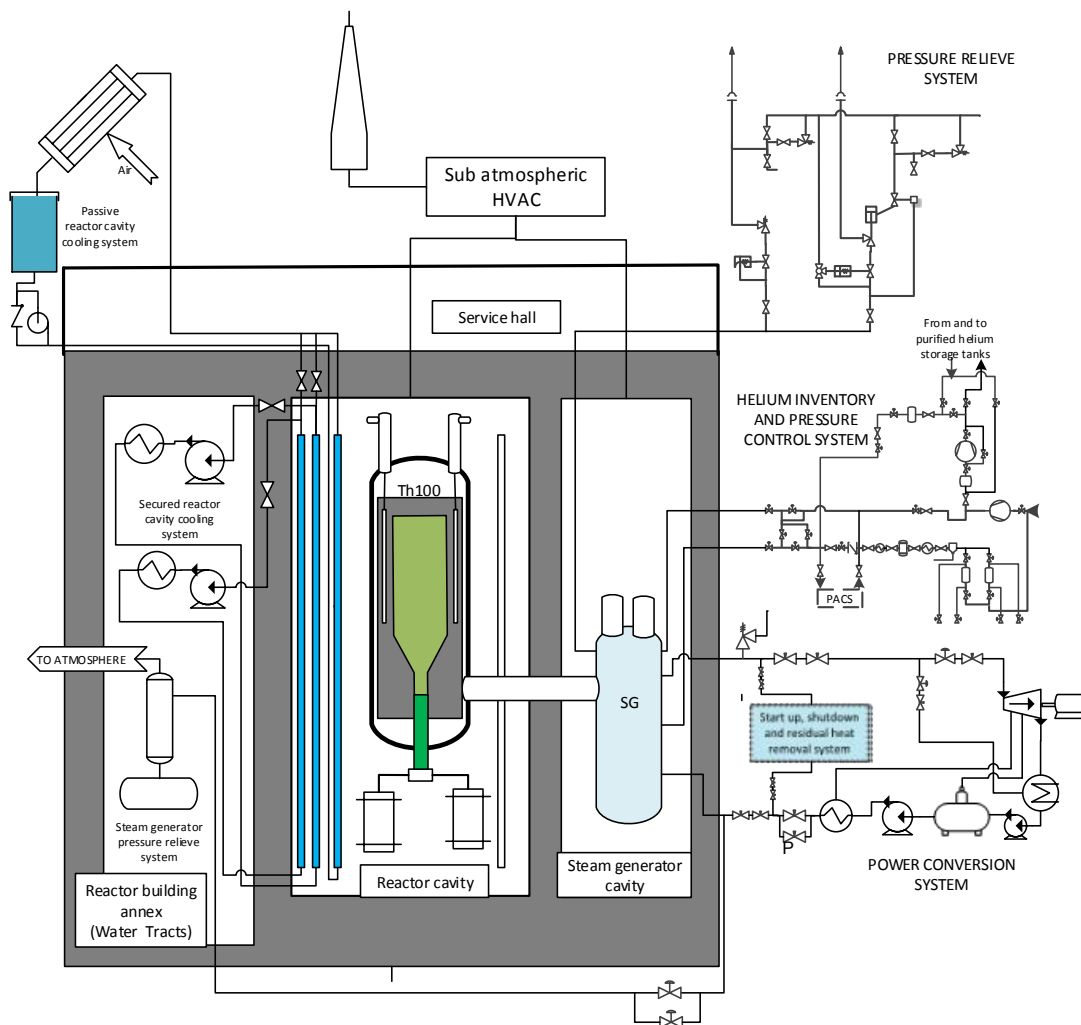 PRESSURE RELIEVE
SYSTEM
Air
Passive
reactor cavity
cooling system
Sub atmospheric
HVAC
Service hall
From and to
purified helium
storage tanks
HELIUM INVENTORY
AND PRESSURE
CONTROL SYSTEM
Th100
Secured reactor
cavity cooling
system
PACS
TO ATMOSPHERE
SG
Start up, shutdown
and residual heat
removal system
Steam generator
pressure relieve
system
P
POWER CONVERSION
SYSTEM
Reactor cavity
Steam generator
cavity
Reactor building
annex
(Water Tracts)